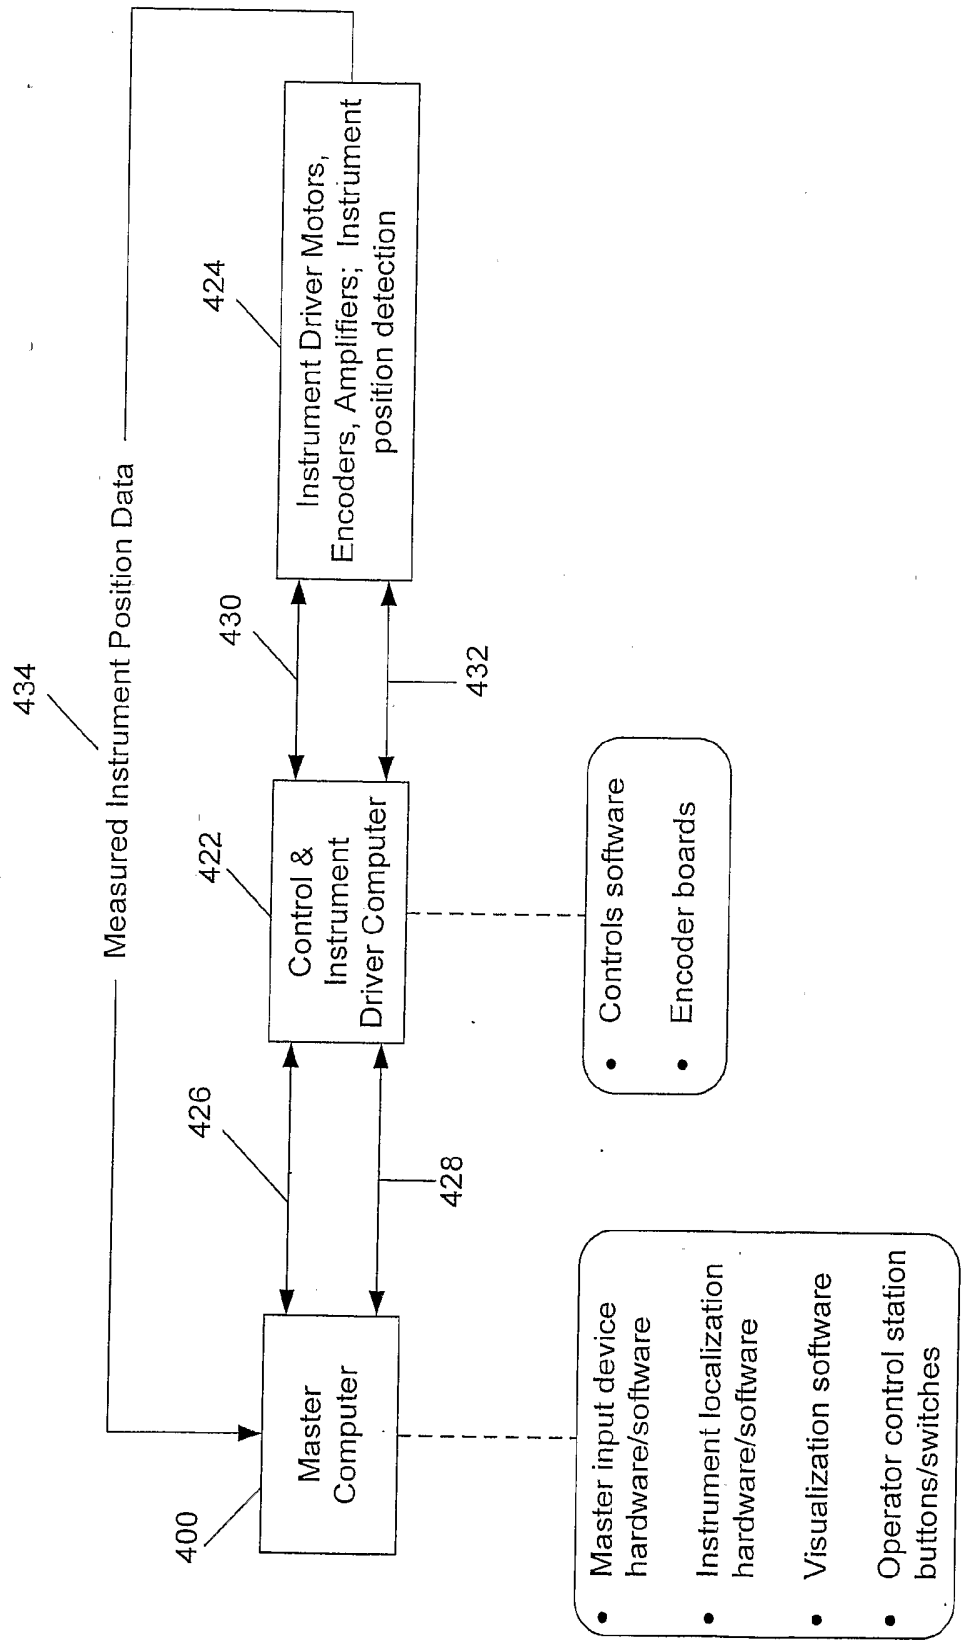 434
Measured Instrument Position Data
400
Master
Computer
426
428
422
Control &
Instrument
Driver Computer
430
432
424
Instrument Driver Motors,
Encoders, Amplifiers; Instrument
position detection
• Master input device
hardware/software
• Instrument localization
hardware/software
• Visualization software
• Operator control station
buttons/switches
• Controls software
• Encoder boards